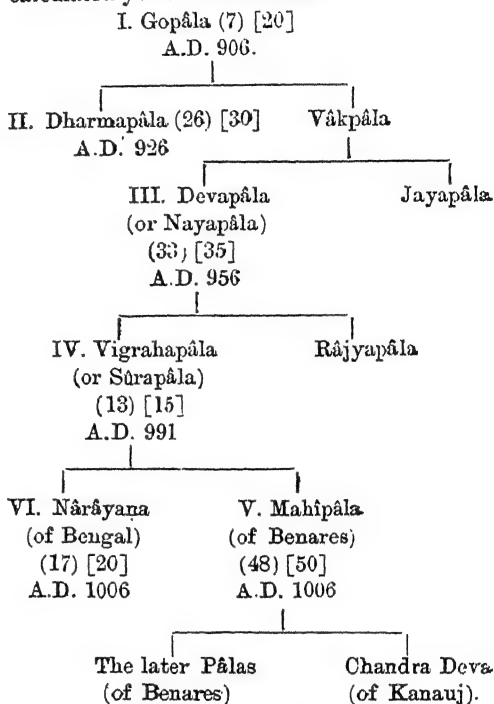 I. Gopâla (7) [20]
A.D. 906.
II. Dharmapâla (26) [30] Vâkpâla
A.D. 926
III. Devapâla Jayapâla
(or Nayapâla)
(33) [35]
A.D. 956
IV. Vigrahapâla Râjyapâla
(or Sûrapâla)
(13) [15]
A.D. 991
VI. Nârâyaṇa V. Mahîpâla
(of Bengal) (of Benares)
(17) [20] (48) [50]
A.D. 1006 A.D. 1006
The later Pâlas Chandra Deva
(of Benares) (of Kanauj).